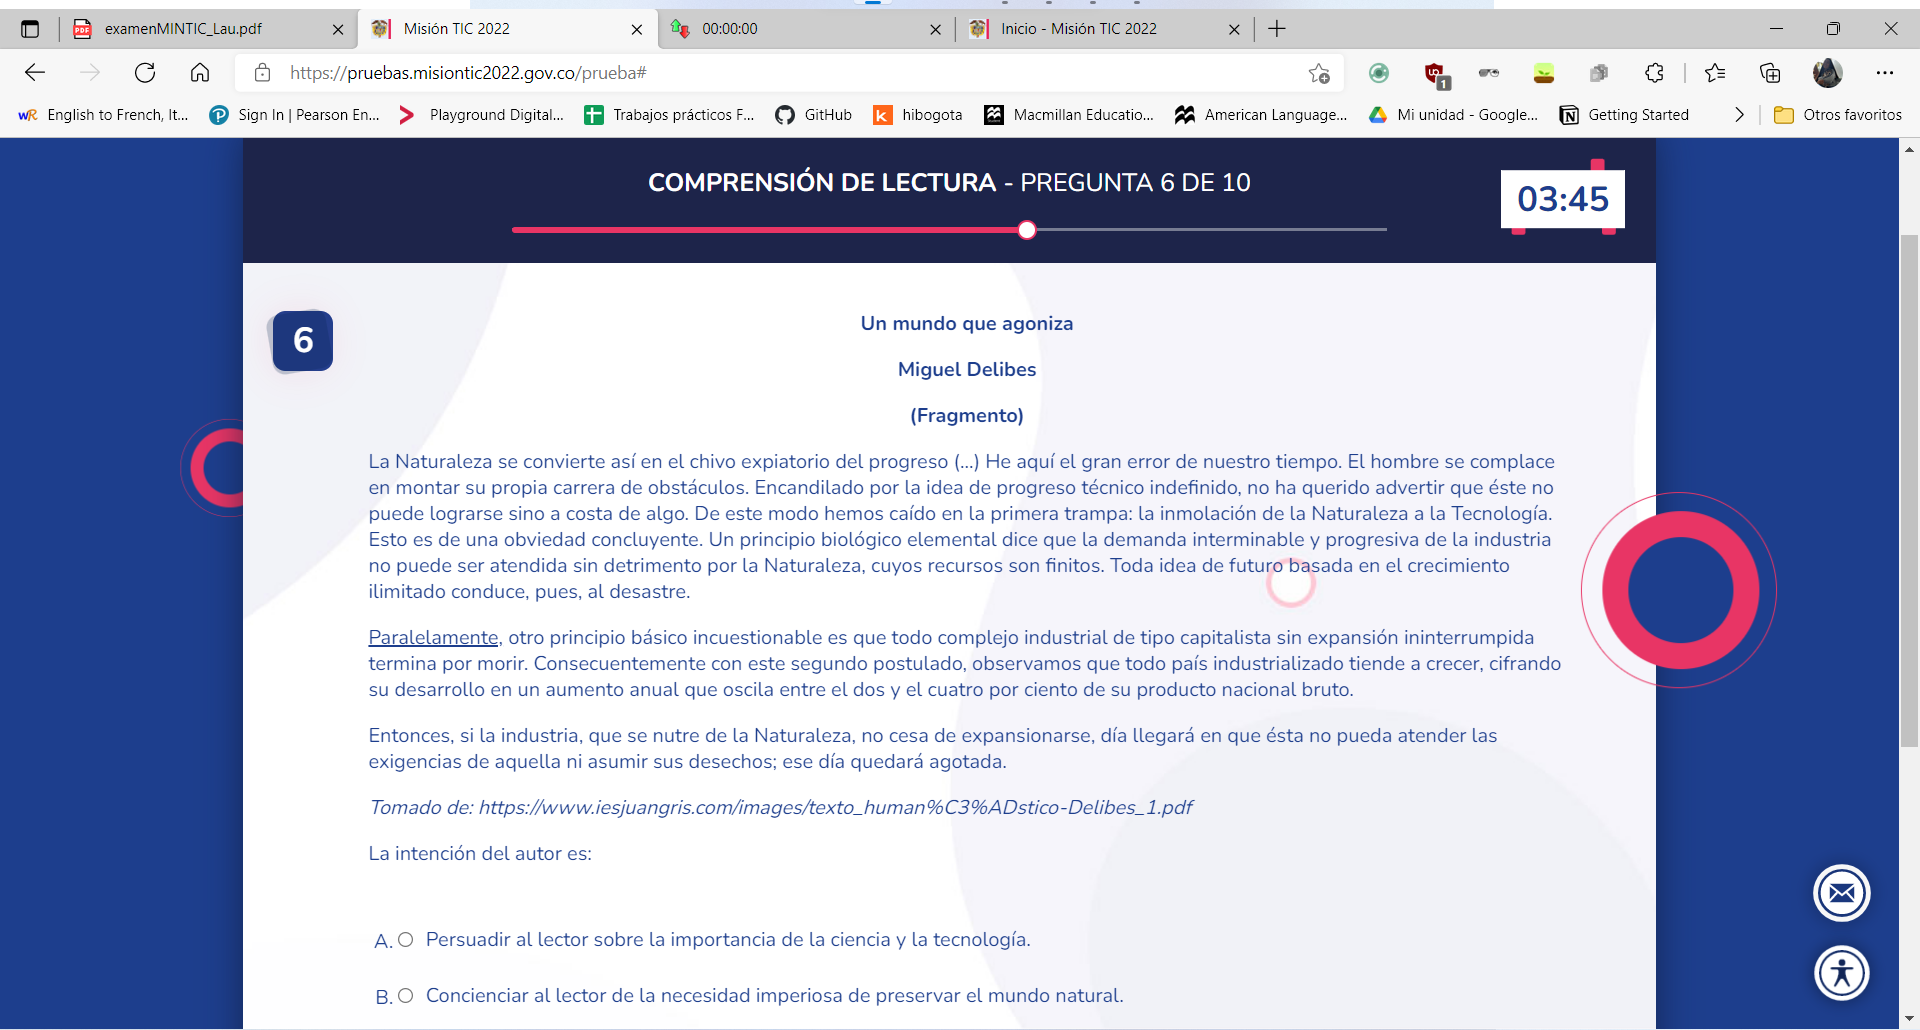 examenMINTIC_Lau.pdf
Misión TIC 2022
00:00:00
Inicio - Misión TIC 2022
https://pruebas.misiontic2022.gov.co/prueba#
1
English to French, It...
Sign In | Pearson En...
Playground Digital...
Trabajos prácticos F...
GitHub
hibogota
Macmillan Educatio...
American Language...
Mi unidad - Google...
Getting Started
Otros favoritos
COMPRENSIÓN DE LECTURA - PREGUNTA 6 DE 10
03:45
6
Un mundo que agoniza
Miguel Delibes
(Fragmento)
La Naturaleza se convierte así en el chivo expiatorio del progreso (...) He aquí el gran error de nuestro tiempo. El hombre se complace
en montar su propia carrera de obstáculos. Encandilado por la idea de progreso técnico indefinido, no ha querido advertir que éste no
puede lograrse sino a costa de algo. De este modo hemos caído en la primera trampa: la inmolación de la Naturaleza a la Tecnología.
Esto es de una obviedad concluyente. Un principio biológico elemental dice que la demanda interminable y progresiva de la industria
no puede ser atendida sin detrimento por la Naturaleza, cuyos recursos son finitos. Toda idea de futuro basada en el crecimiento
ilimitado conduce, pues, al desastre.
Paralelamente, otro principio básico incuestionable es que todo complejo industrial de tipo capitalista sin expansión ininterrumpida
termina por morir. Consecuentemente con este segundo postulado, observamos que todo país industrializado tiende a crecer, cifrando
su desarrollo en un aumento anual que oscila entre el dos y el cuatro por ciento de su producto nacional bruto.
Entonces, si la industria, que se nutre de la Naturaleza, no cesa de expansionarse, día llegará en que ésta no pueda atender las
exigencias de aquella ni asumir sus desechos; ese día quedará agotada.
Tomado de: https://www.iesjuangris.com/images/texto_human%C3%ADstico-Delibes_1.pdf
La intención del autor es:
A. Persuadir al lector sobre la importancia de la ciencia y la tecnología.
B. Concienciar al lector de la necesidad imperiosa de preservar el mundo natural.